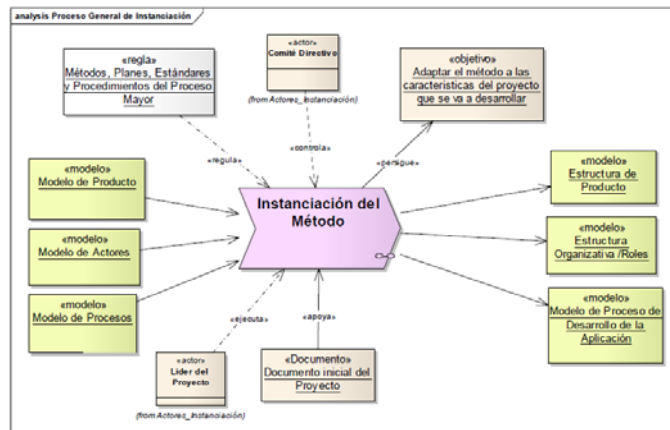 analysis Proceso General de Instanciación
«regla»
Métodos, Planes, Estándares
y Procedimientos del Proceso
Mayor
«actor»
Comité Directivo
(from Actores_Instanciación)
«objetivo»
Adaptar el método a las
características del proyecto
que se va a desarrollar
«regula»
«controla»
«persigue»
«modelo»
Modelo de Producto
«modelo»
Modelo de Actores
«modelo»
Modelo de Procesos
Instanciación del
Método
«modelo»
Estructura de
Producto
«modelo»
Estructura
Organizativa /Roles
«modelo»
Modelo de Proceso de
Desarrollo de la
Aplicación
«ejecuta»
«apoya»
«actor»
Lider del
Proyecto
(from Actores_Instanciación)
«Documento»
Documento inicial del
Proyecto